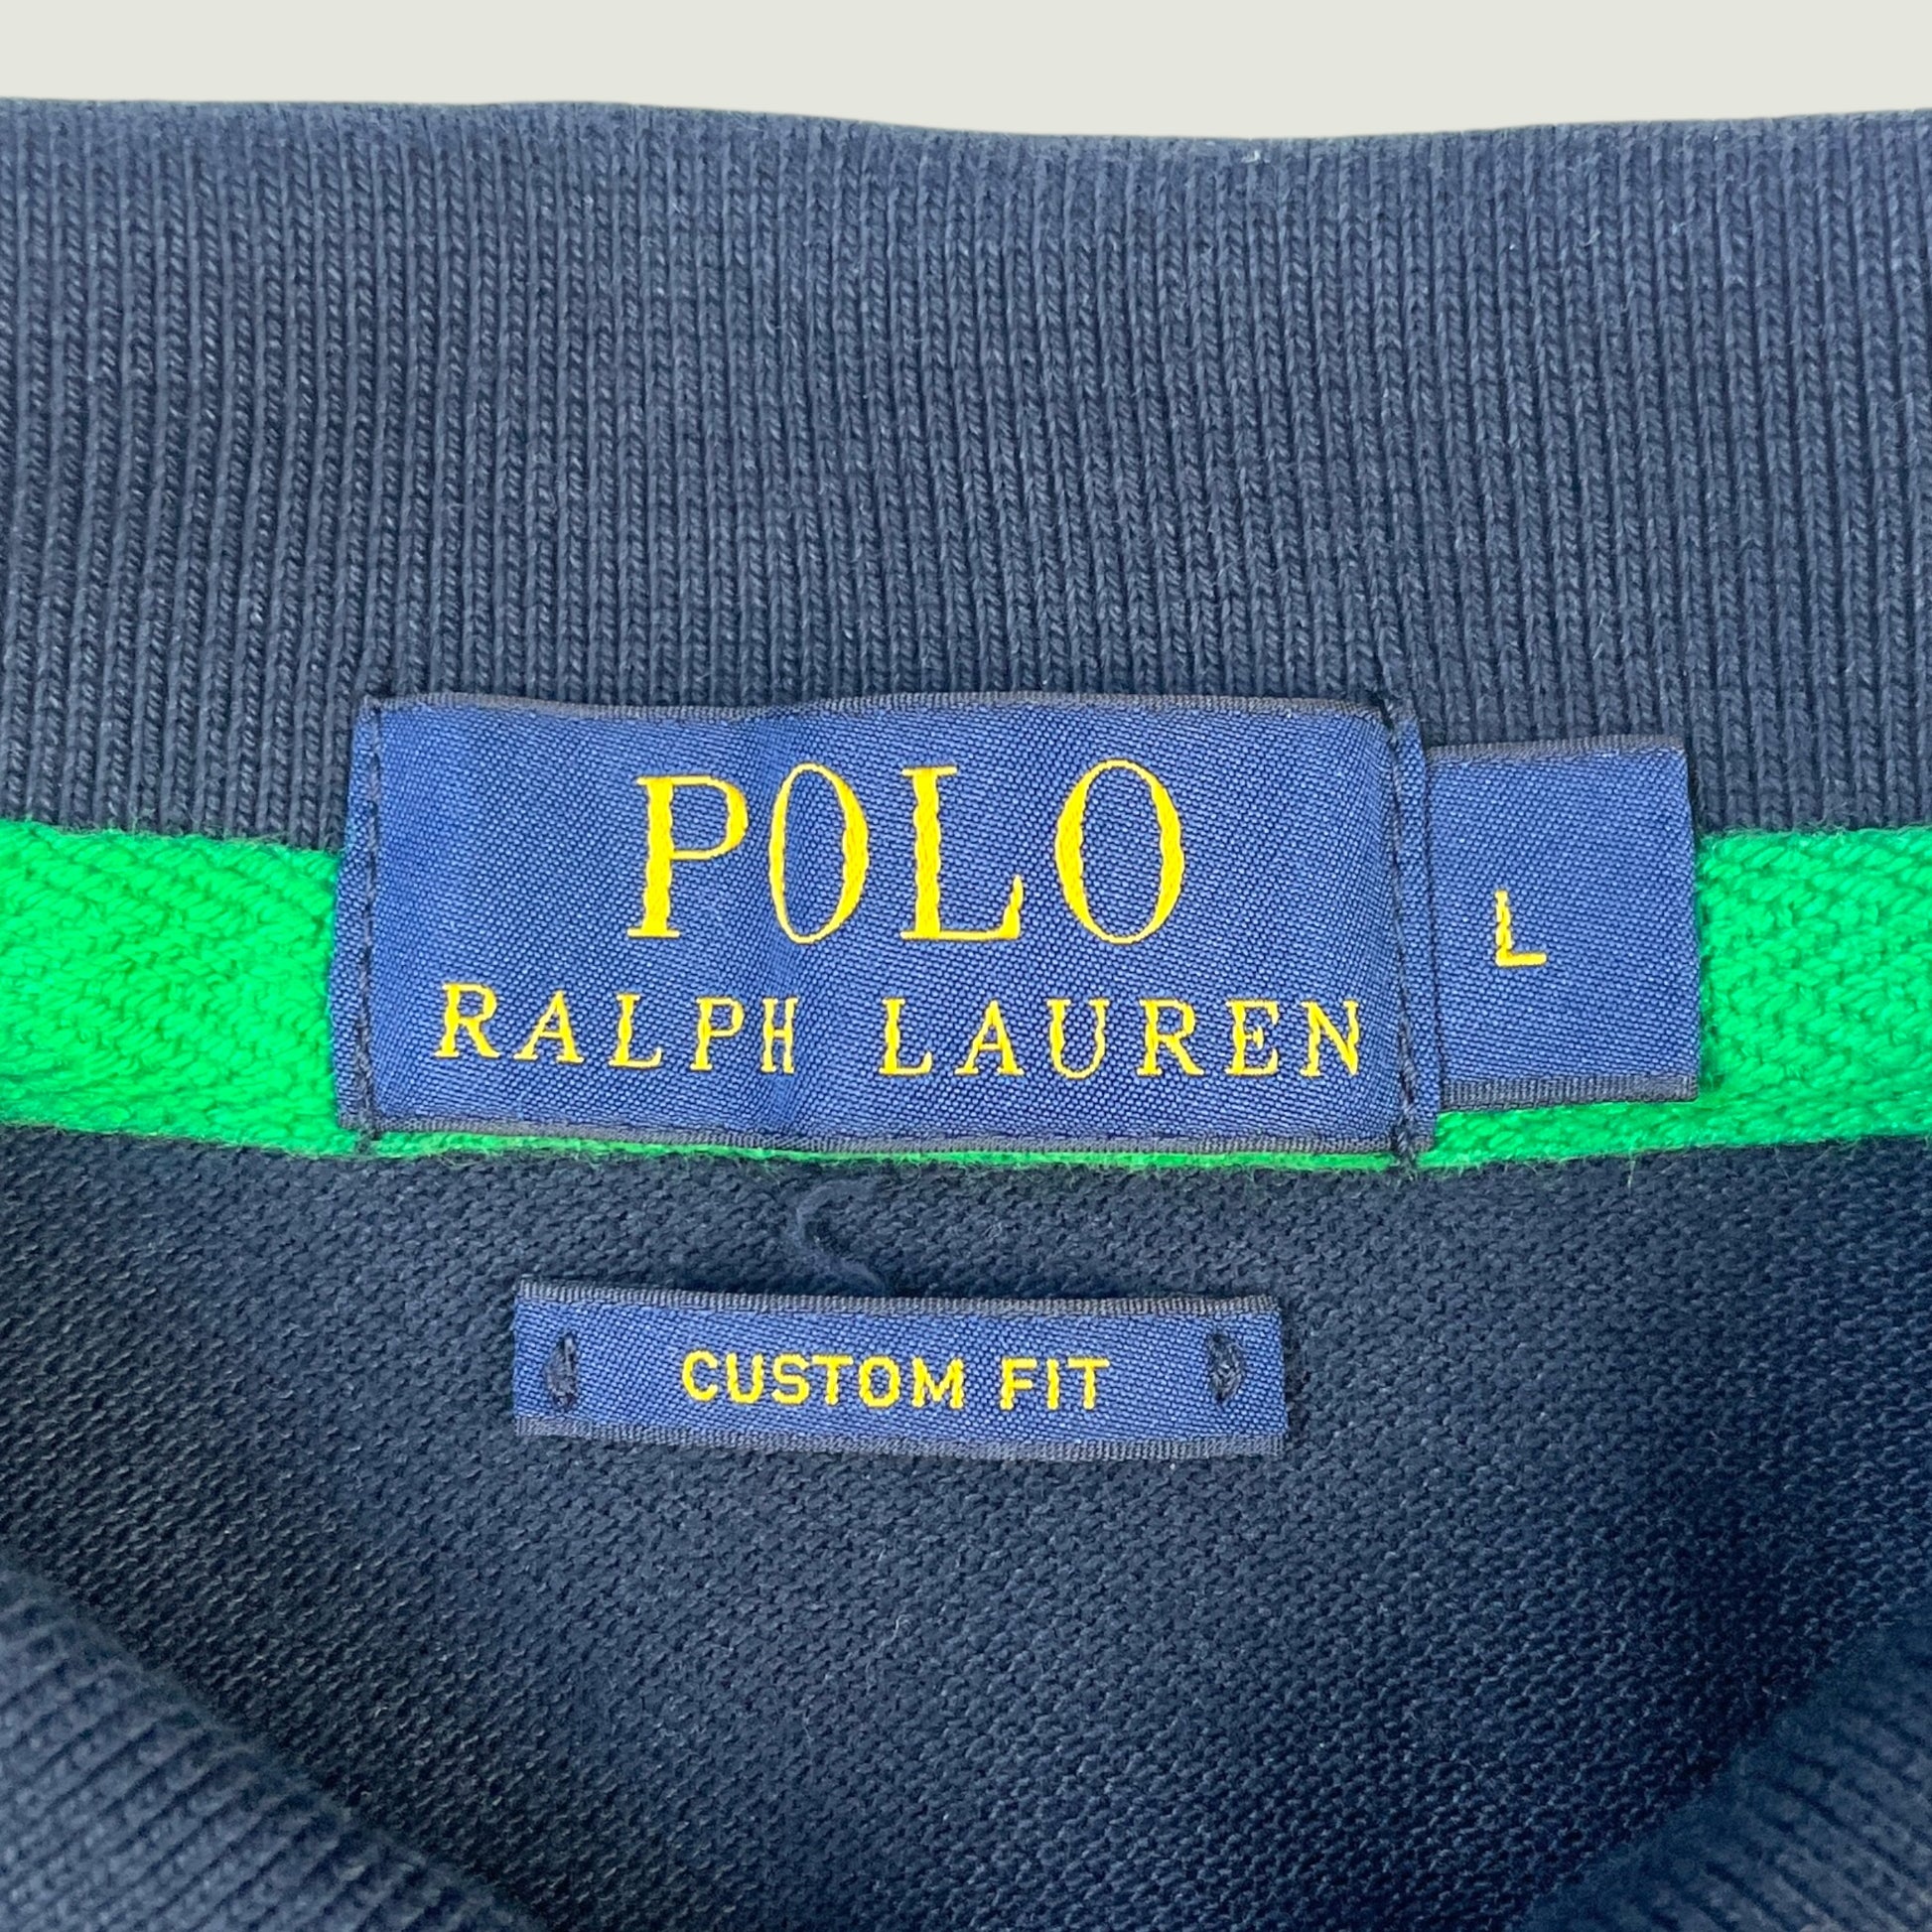 POLO
RALPH LAUREN
L
CUSTOM FIT